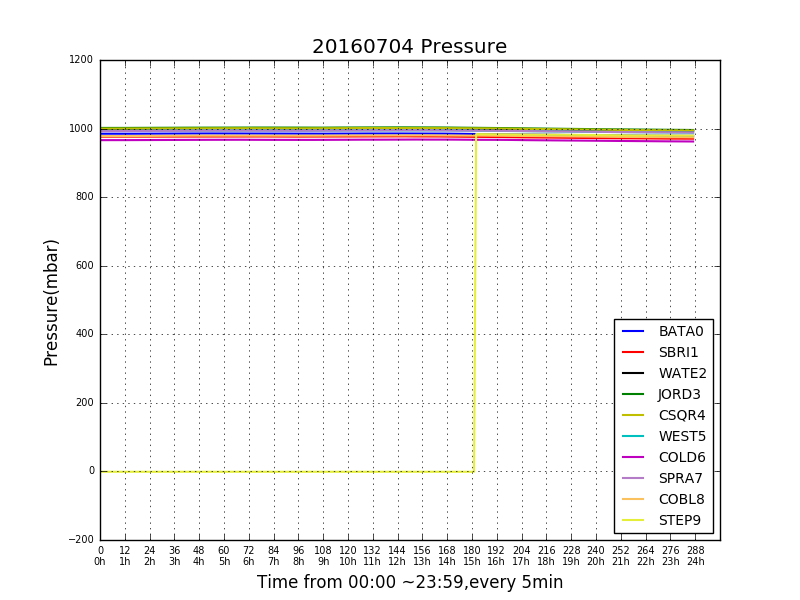 20160704 Pressure
1200
1000
800
600
400
200
0
−200
Pressure(mbar)
0 12 24 36 48 60 72 84 96 108 120 132 144 156 168 180 192 204 216 228 240 252 264 276 288
0h 1h 2h 3h 4h 5h 6h 7h 8h 9h 10h 11h 12h 13h 14h 15h 16h 17h 18h 19h 20h 21h 22h 23h 24h
Time from 00:00 ~23:59,every 5min
BATA0
SBRI1
WATE2
JORD3
CSQR4
WEST5
COLD6
SPRA7
COBL8
STEP9